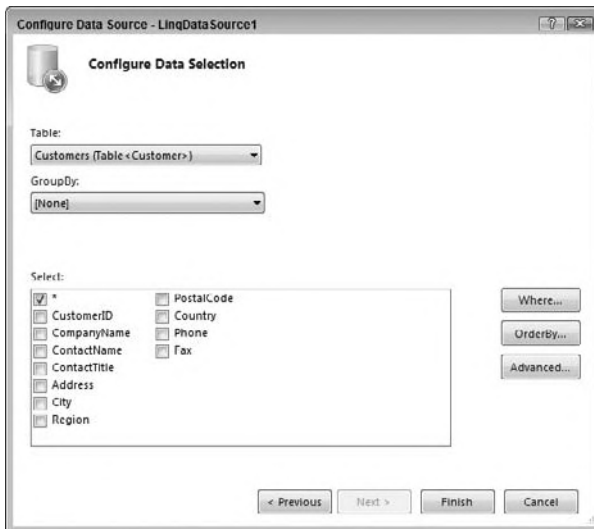 Configure Data Source - LinqDataSource1
Configure Data Selection
Table:
Customers (Table<Customer>)
GroupBy:
[None]
Select:
*
CustomerID
CompanyName
ContactName
ContactTitle
Address
City
Region
PostalCode
Country
Phone
Fax
Where...
OrderBy...
Advanced...
< Previous
Next >
Finish
Cancel